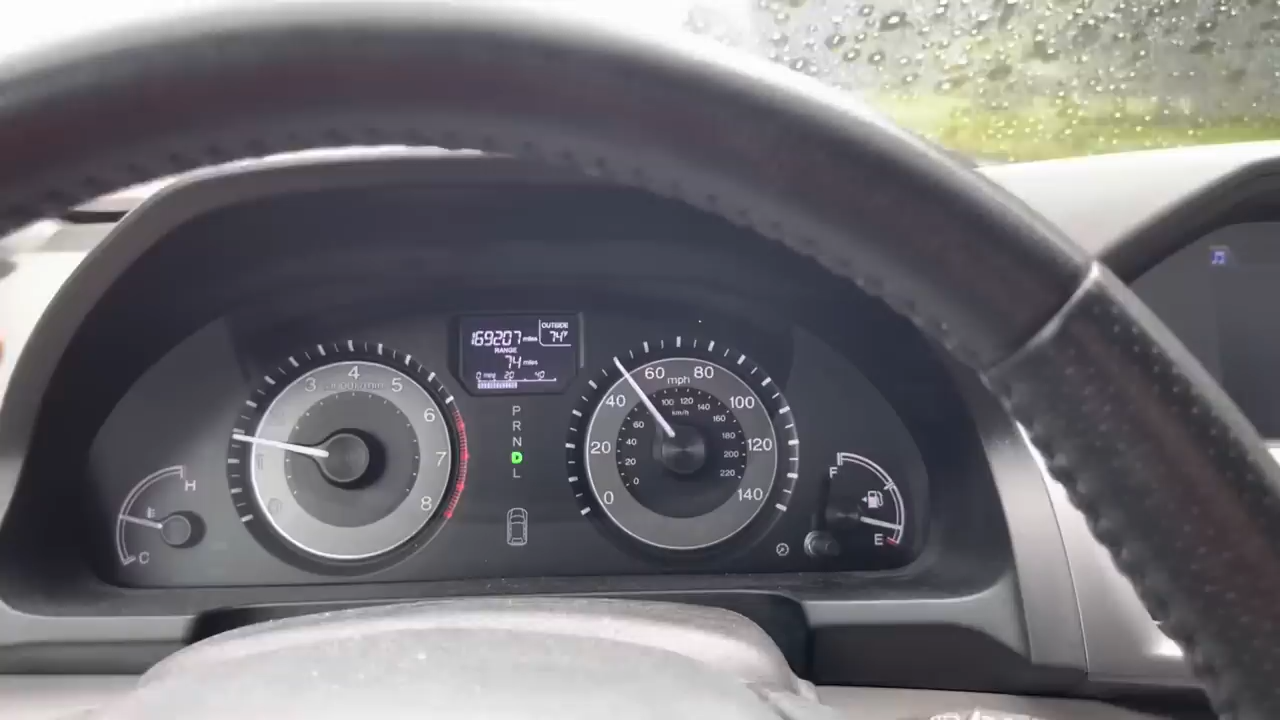 169207 miles
OUTSIDE
74°F
RANGE
74 miles
0 mpg 20 40
3 4 5 6 7 8
P
R
N
D
L
0 20 40 60 80 100 120 140
mph
0 20 40 60 100 120 140 160 180 200 220
km/h
H
C
F
E